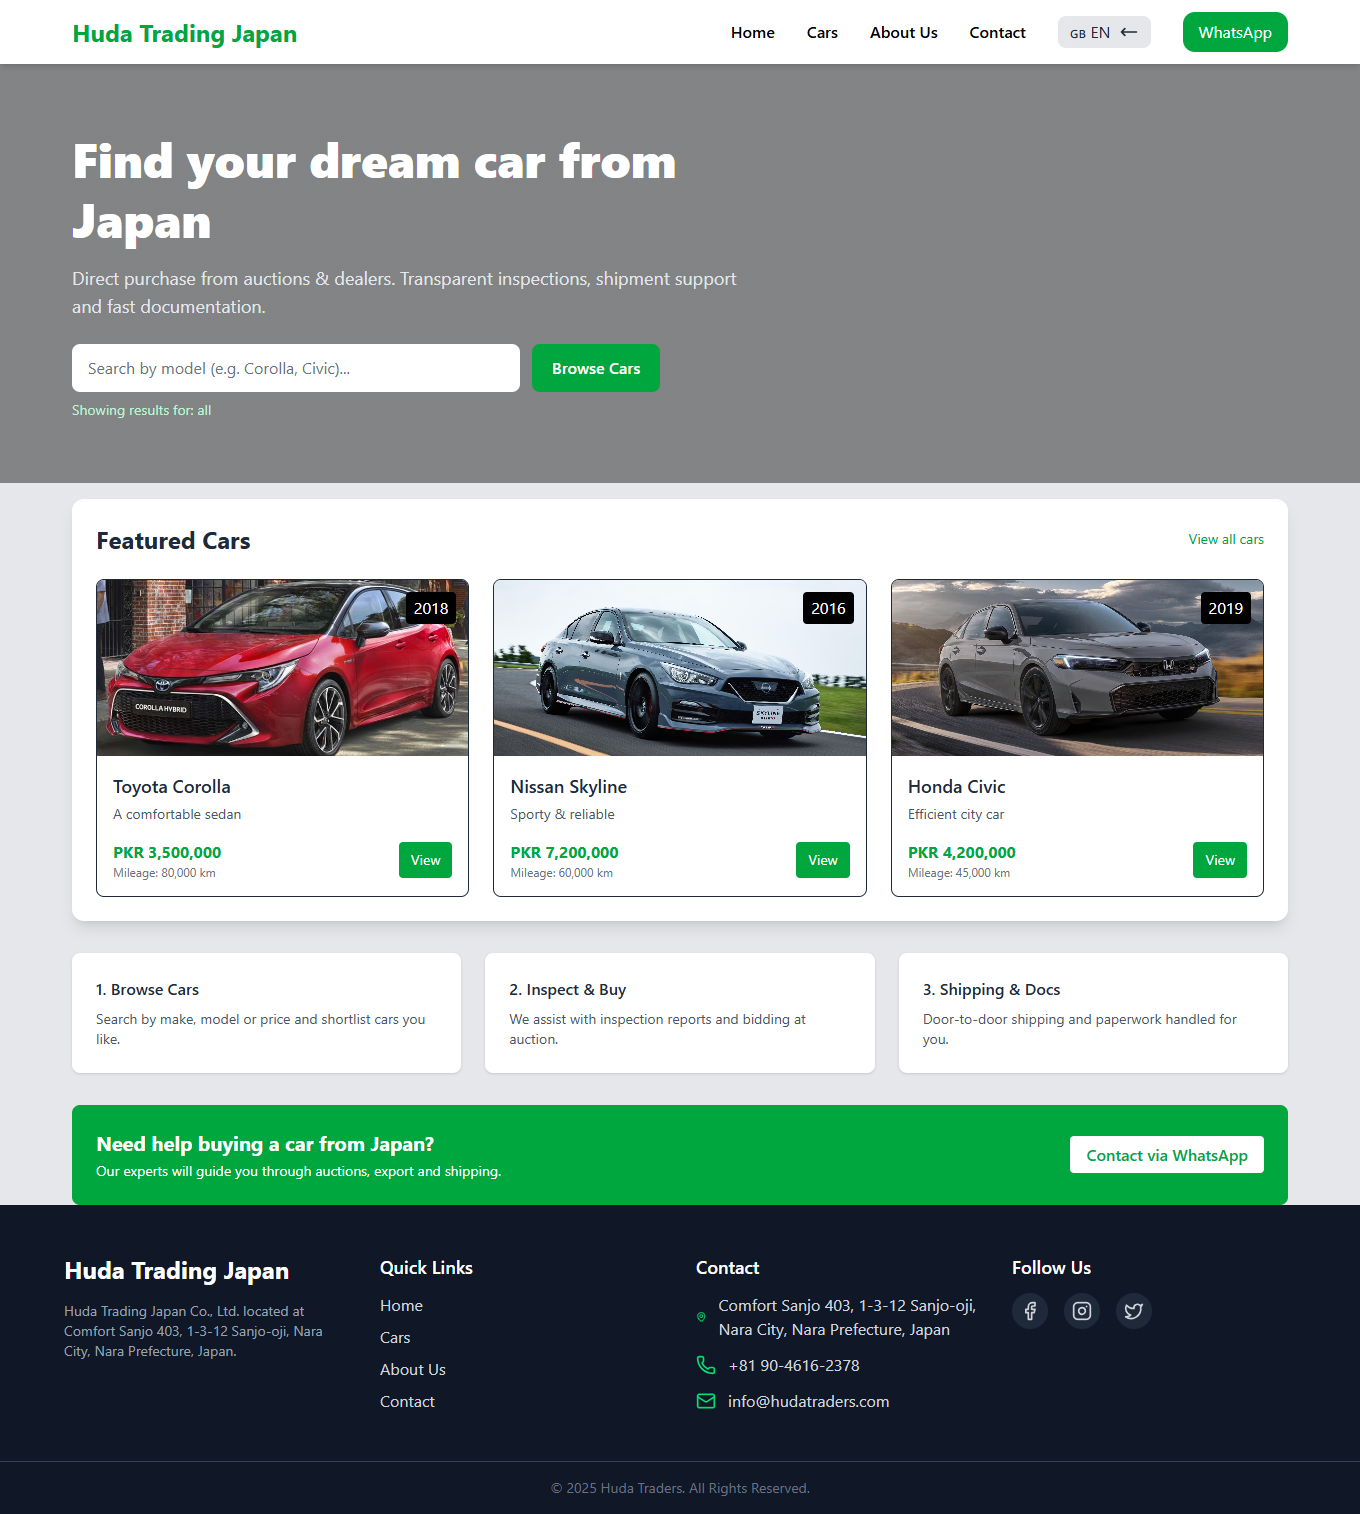 Huda Trading Japan
Home
Cars
About Us
Contact
GB EN
WhatsApp
Find your dream car from
Japan
Direct purchase from auctions & dealers. Transparent inspections, shipment support
and fast documentation.
Search by model (e.g. Corolla, Civic)...
Browse Cars
Showing results for: all
Featured Cars
View all cars
2018
COROLLA HYBRID
2016
SKYLINE
2019
Toyota Corolla
A comfortable sedan
PKR 3,500,000
Mileage: 80,000 km
View
Nissan Skyline
Sporty & reliable
PKR 7,200,000
Mileage: 60,000 km
View
Honda Civic
Efficient city car
PKR 4,200,000
Mileage: 45,000 km
View
1. Browse Cars
Search by make, model or price and shortlist cars you
like.
2. Inspect & Buy
We assist with inspection reports and bidding at
auction.
3. Shipping & Docs
Door-to-door shipping and paperwork handled for
you.
Need help buying a car from Japan?
Our experts will guide you through auctions, export and shipping.
Contact via WhatsApp
Huda Trading Japan
Huda Trading Japan Co., Ltd. located at
Comfort Sanjo 403, 1-3-12 Sanjo-oji, Nara
City, Nara Prefecture, Japan.
Quick Links
Home
Cars
About Us
Contact
Contact
Comfort Sanjo 403, 1-3-12 Sanjo-oji,
Nara City, Nara Prefecture, Japan
+81 90-4616-2378
info@hudatraders.com
Follow Us
© 2025 Huda Traders. All Rights Reserved.